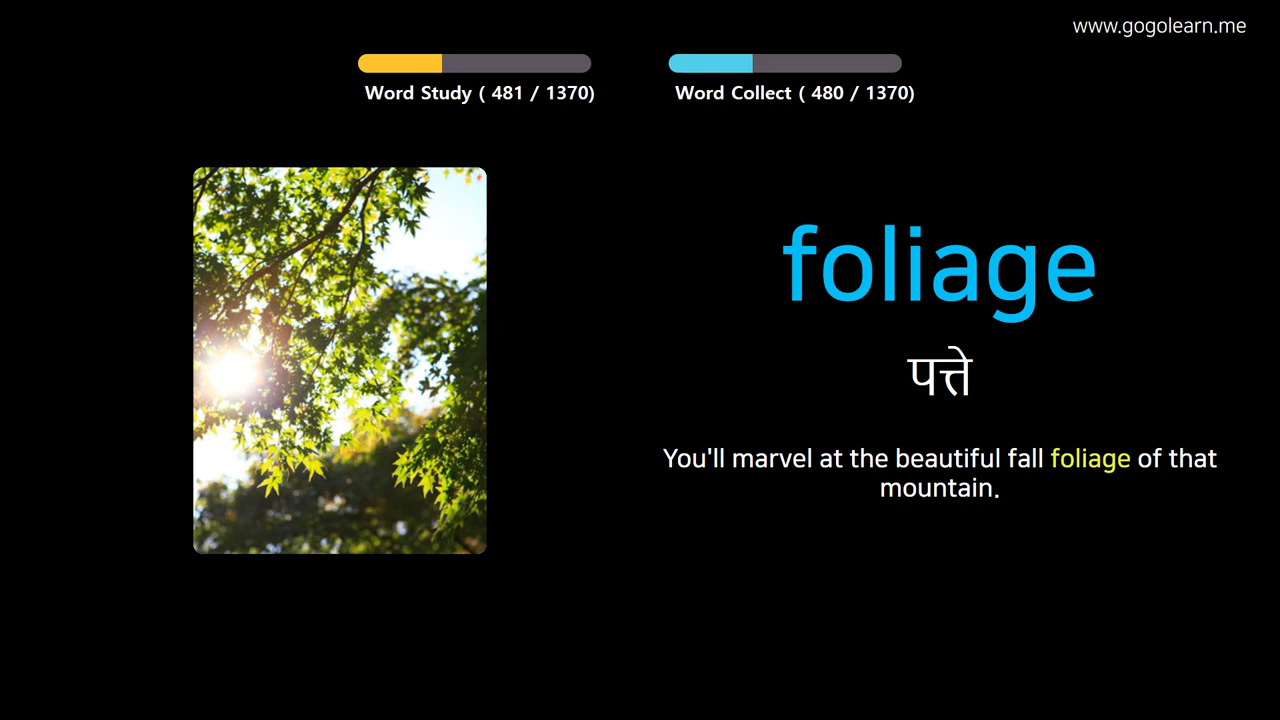 www.gogolearn.me
Word Study ( 481 / 1370)
Word Collect ( 480 / 1370)
foliage
पत्ते
You'll marvel at the beautiful fall foliage of that
mountain.